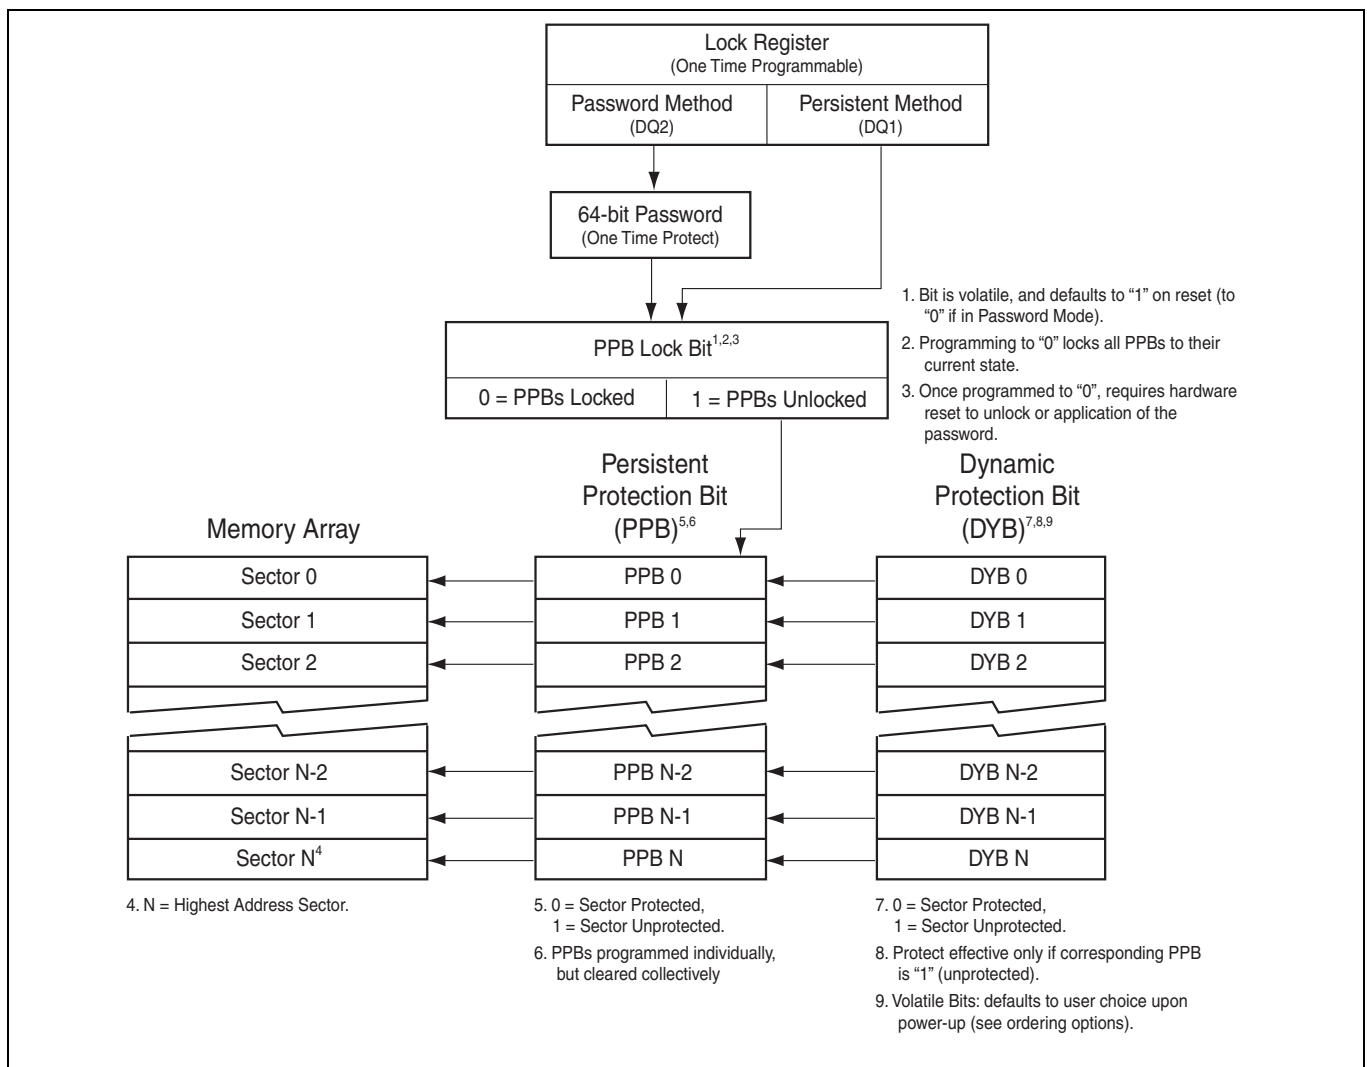 Lock Register
(One Time Programmable)
Password Method
(DQ2)
Persistent Method
(DQ1)
64-bit Password
(One Time Protect)
PPB Lock Bit1,2,3
0 = PPBs Locked
1 = PPBs Unlocked
1. Bit is volatile, and defaults to “1” on reset (to
“0” if in Password Mode).
2. Programming to “0” locks all PPBs to their
current state.
3. Once programmed to “0”, requires hardware
reset to unlock or application of the
password.
Memory Array
Persistent
Protection Bit
(PPB)5,6
Dynamic
Protection Bit
(DYB)7,8,9
Sector 0
PPB 0
DYB 0
Sector 1
PPB 1
DYB 1
Sector 2
PPB 2
DYB 2
Sector N-2
PPB N-2
DYB N-2
Sector N-1
PPB N-1
DYB N-1
Sector N4
PPB N
DYB N
4. N = Highest Address Sector.
5. 0 = Sector Protected,
1 = Sector Unprotected.
6. PPBs programmed individually,
but cleared collectively
7. 0 = Sector Protected,
1 = Sector Unprotected.
8. Protect effective only if corresponding PPB
is “1” (unprotected).
9. Volatile Bits: defaults to user choice upon
power-up (see ordering options).